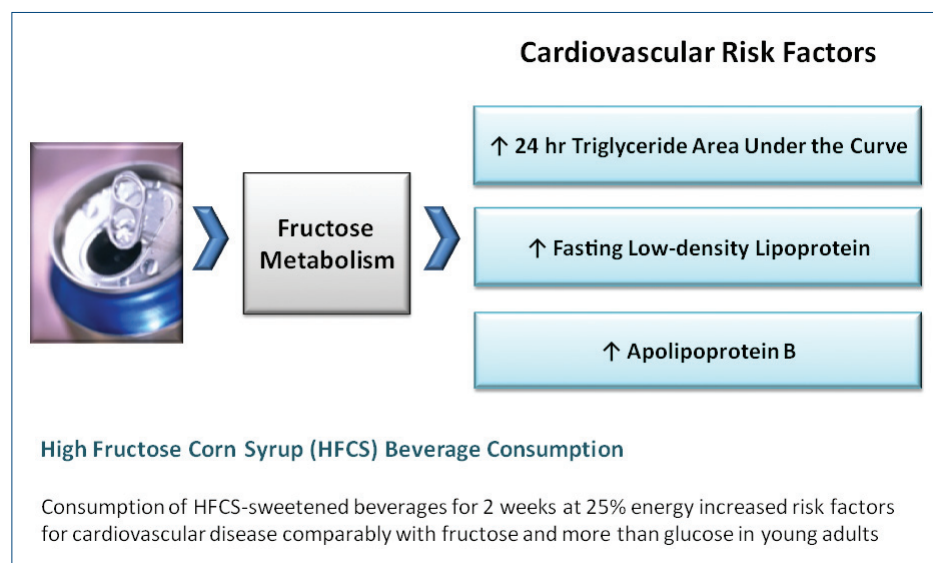 Cardiovascular Risk Factors
↑ 24 hr Triglyceride Area Under the Curve
Fructose
Metabolism
↑ Fasting Low-density Lipoprotein
↑ Apolipoprotein B
High Fructose Corn Syrup (HFCS) Beverage Consumption
Consumption of HFCS-sweetened beverages for 2 weeks at 25% energy increased risk factors
for cardiovascular disease comparably with fructose and more than glucose in young adults